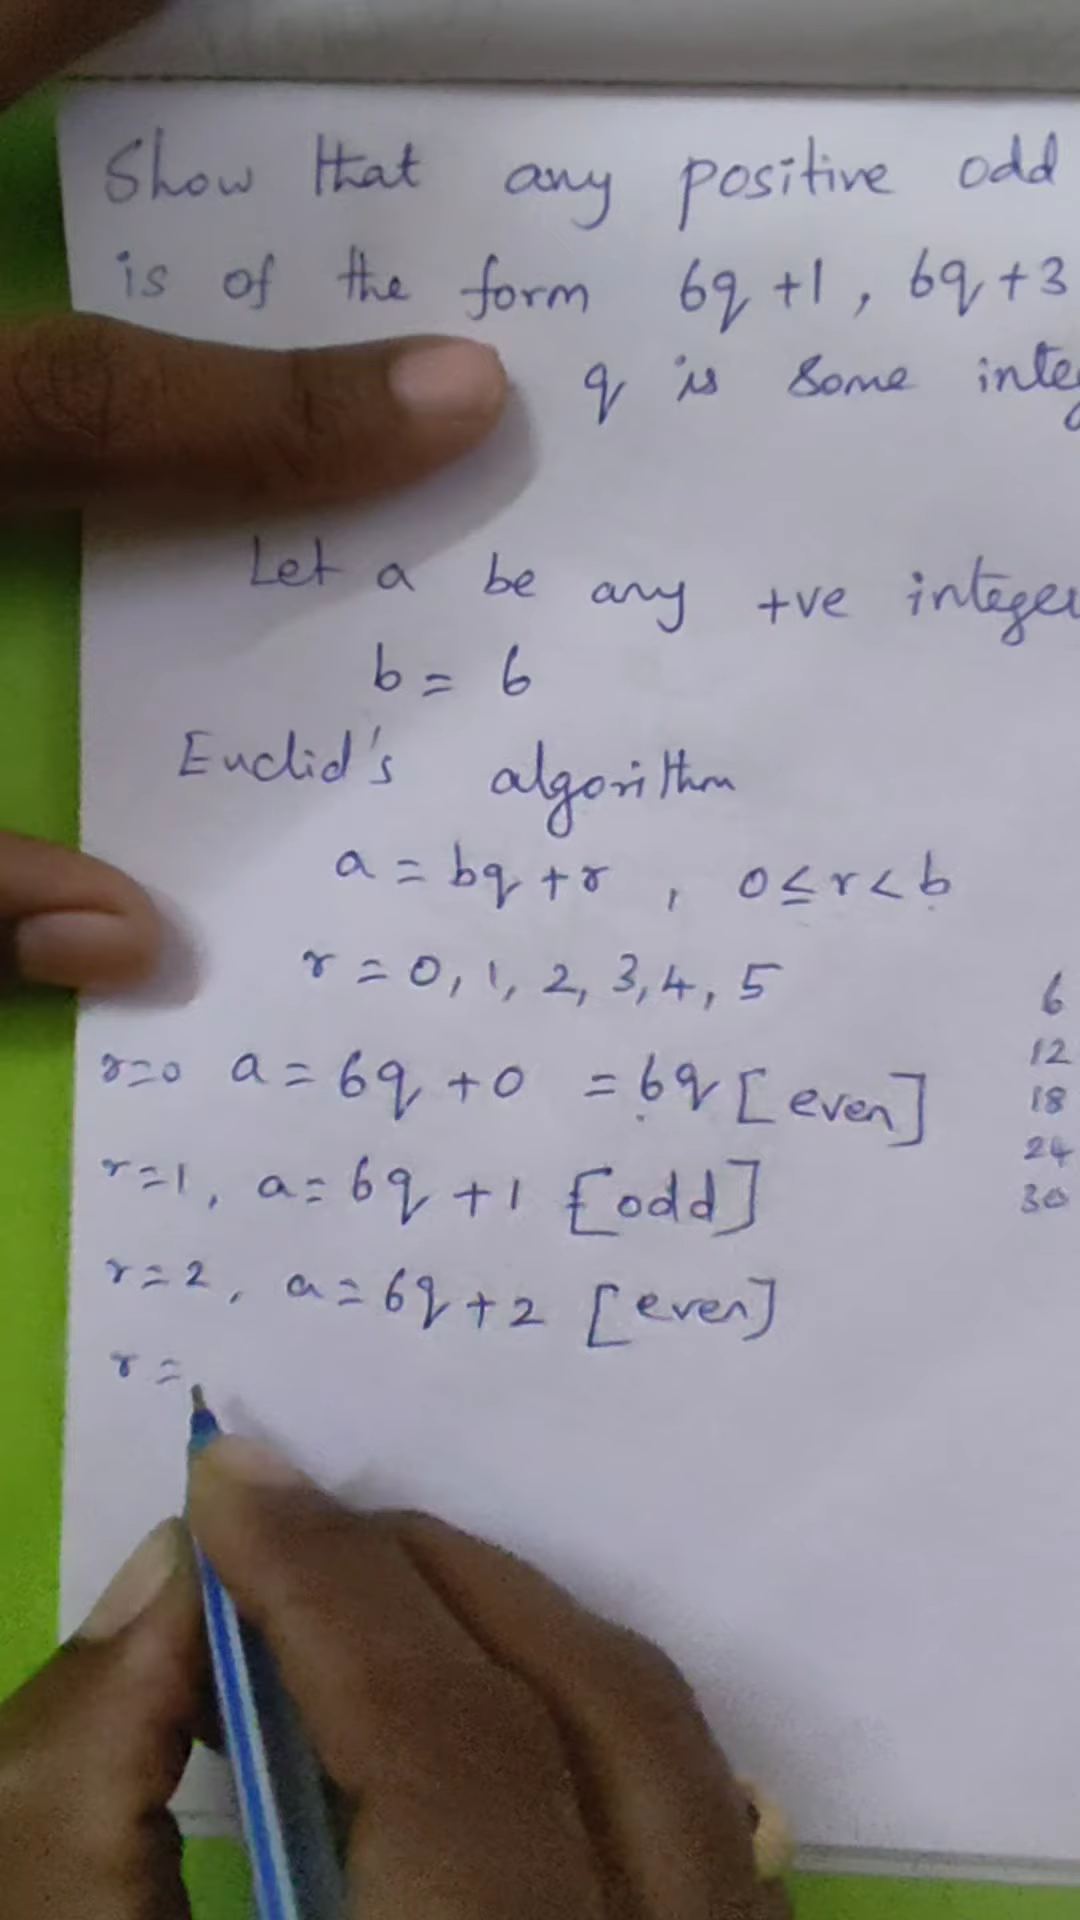 Show that any positive odd
is of the form 6q +1, 6q +3
q is some inte
Let a be any +ve integer
b = 6
Euclid's algorithm
a = bq + r , 0 ≤ r < b
r = 0, 1, 2, 3, 4, 5
6
12
18
24
30
r=0 a = 6q + 0 = 6q [even]
r=1, a = 6q + 1 [odd]
r=2, a = 6q + 2 [even]
r =